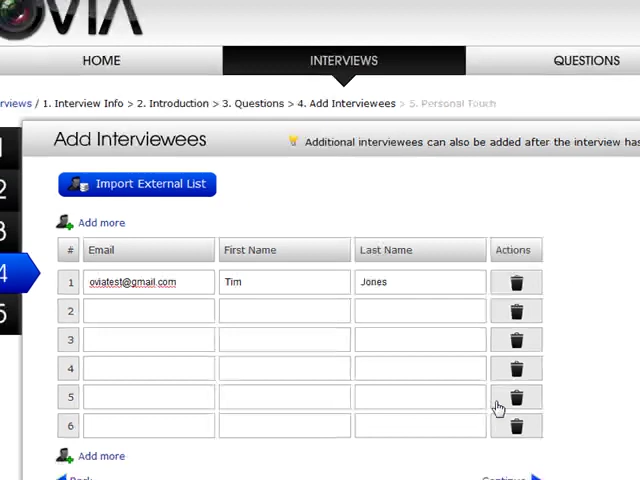 OVIA
HOME INTERVIEWS QUESTIONS
rviews / 1. Interview Info > 2. Introduction > 3. Questions > 4. Add Interviewees > 5. Personal Touch
1
Add Interviewees
Additional interviewees can also be added after the interview has
2
Import External List
3
Add more
# Email First Name Last Name Actions
4
1 oviatest@gmail.com Tim Jones
2
5
3
4
5
6
Add more
Back Continue